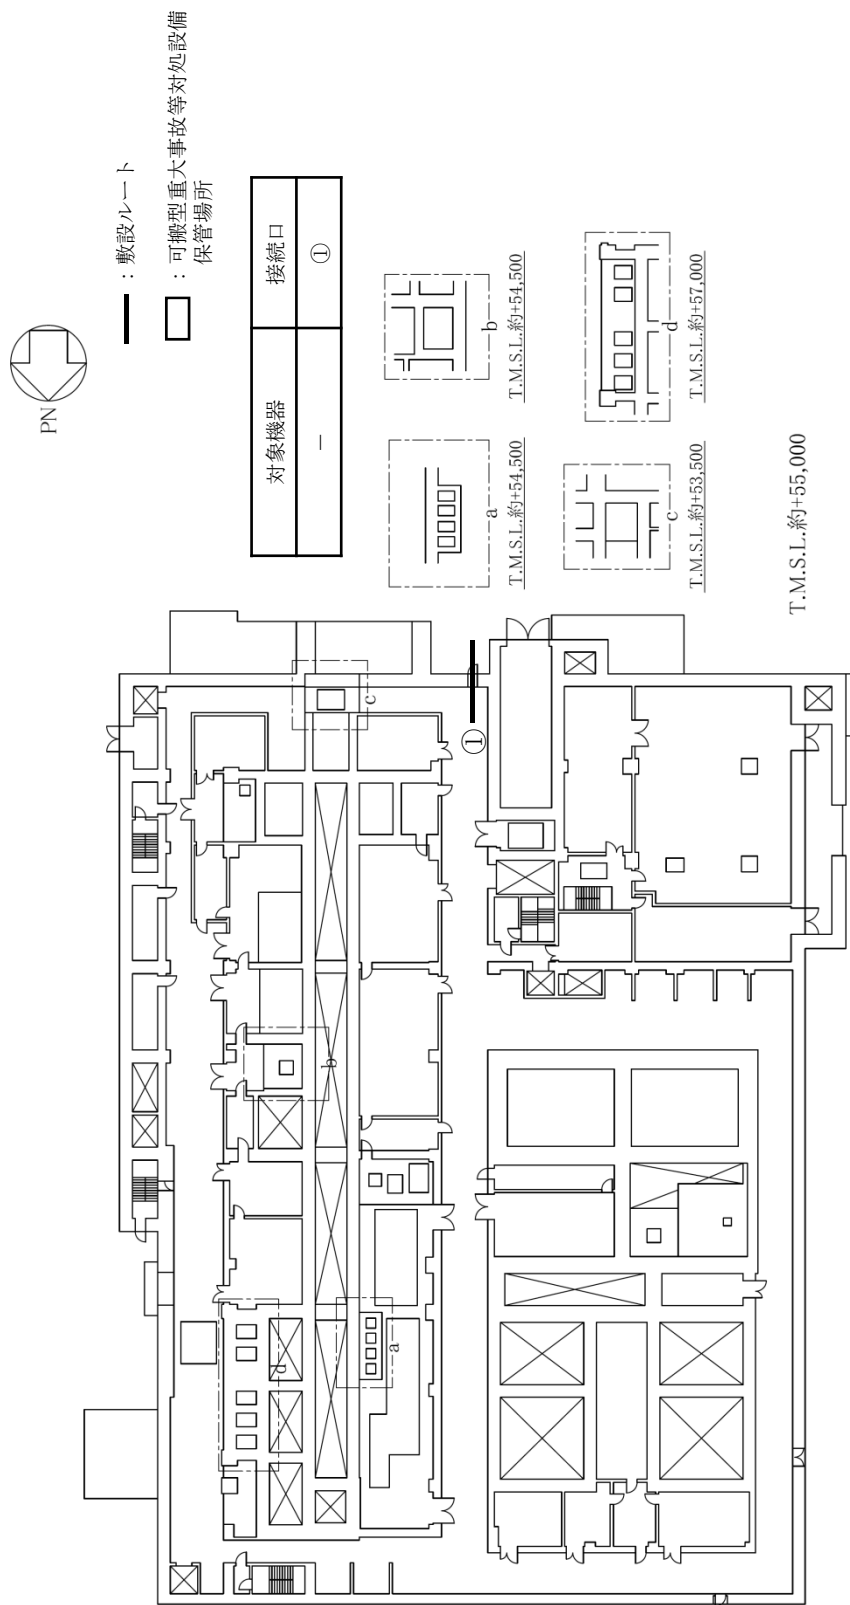 PN
：敷設ルート
：可搬型重大事故等対処設備
保管場所
対象機器 接続口
－ ①
a
T.M.S.L.約+54,500
b
T.M.S.L.約+54,500
c
T.M.S.L.約+53,500
d
T.M.S.L.約+57,000
T.M.S.L.約+55,000
①
a
b
c
d